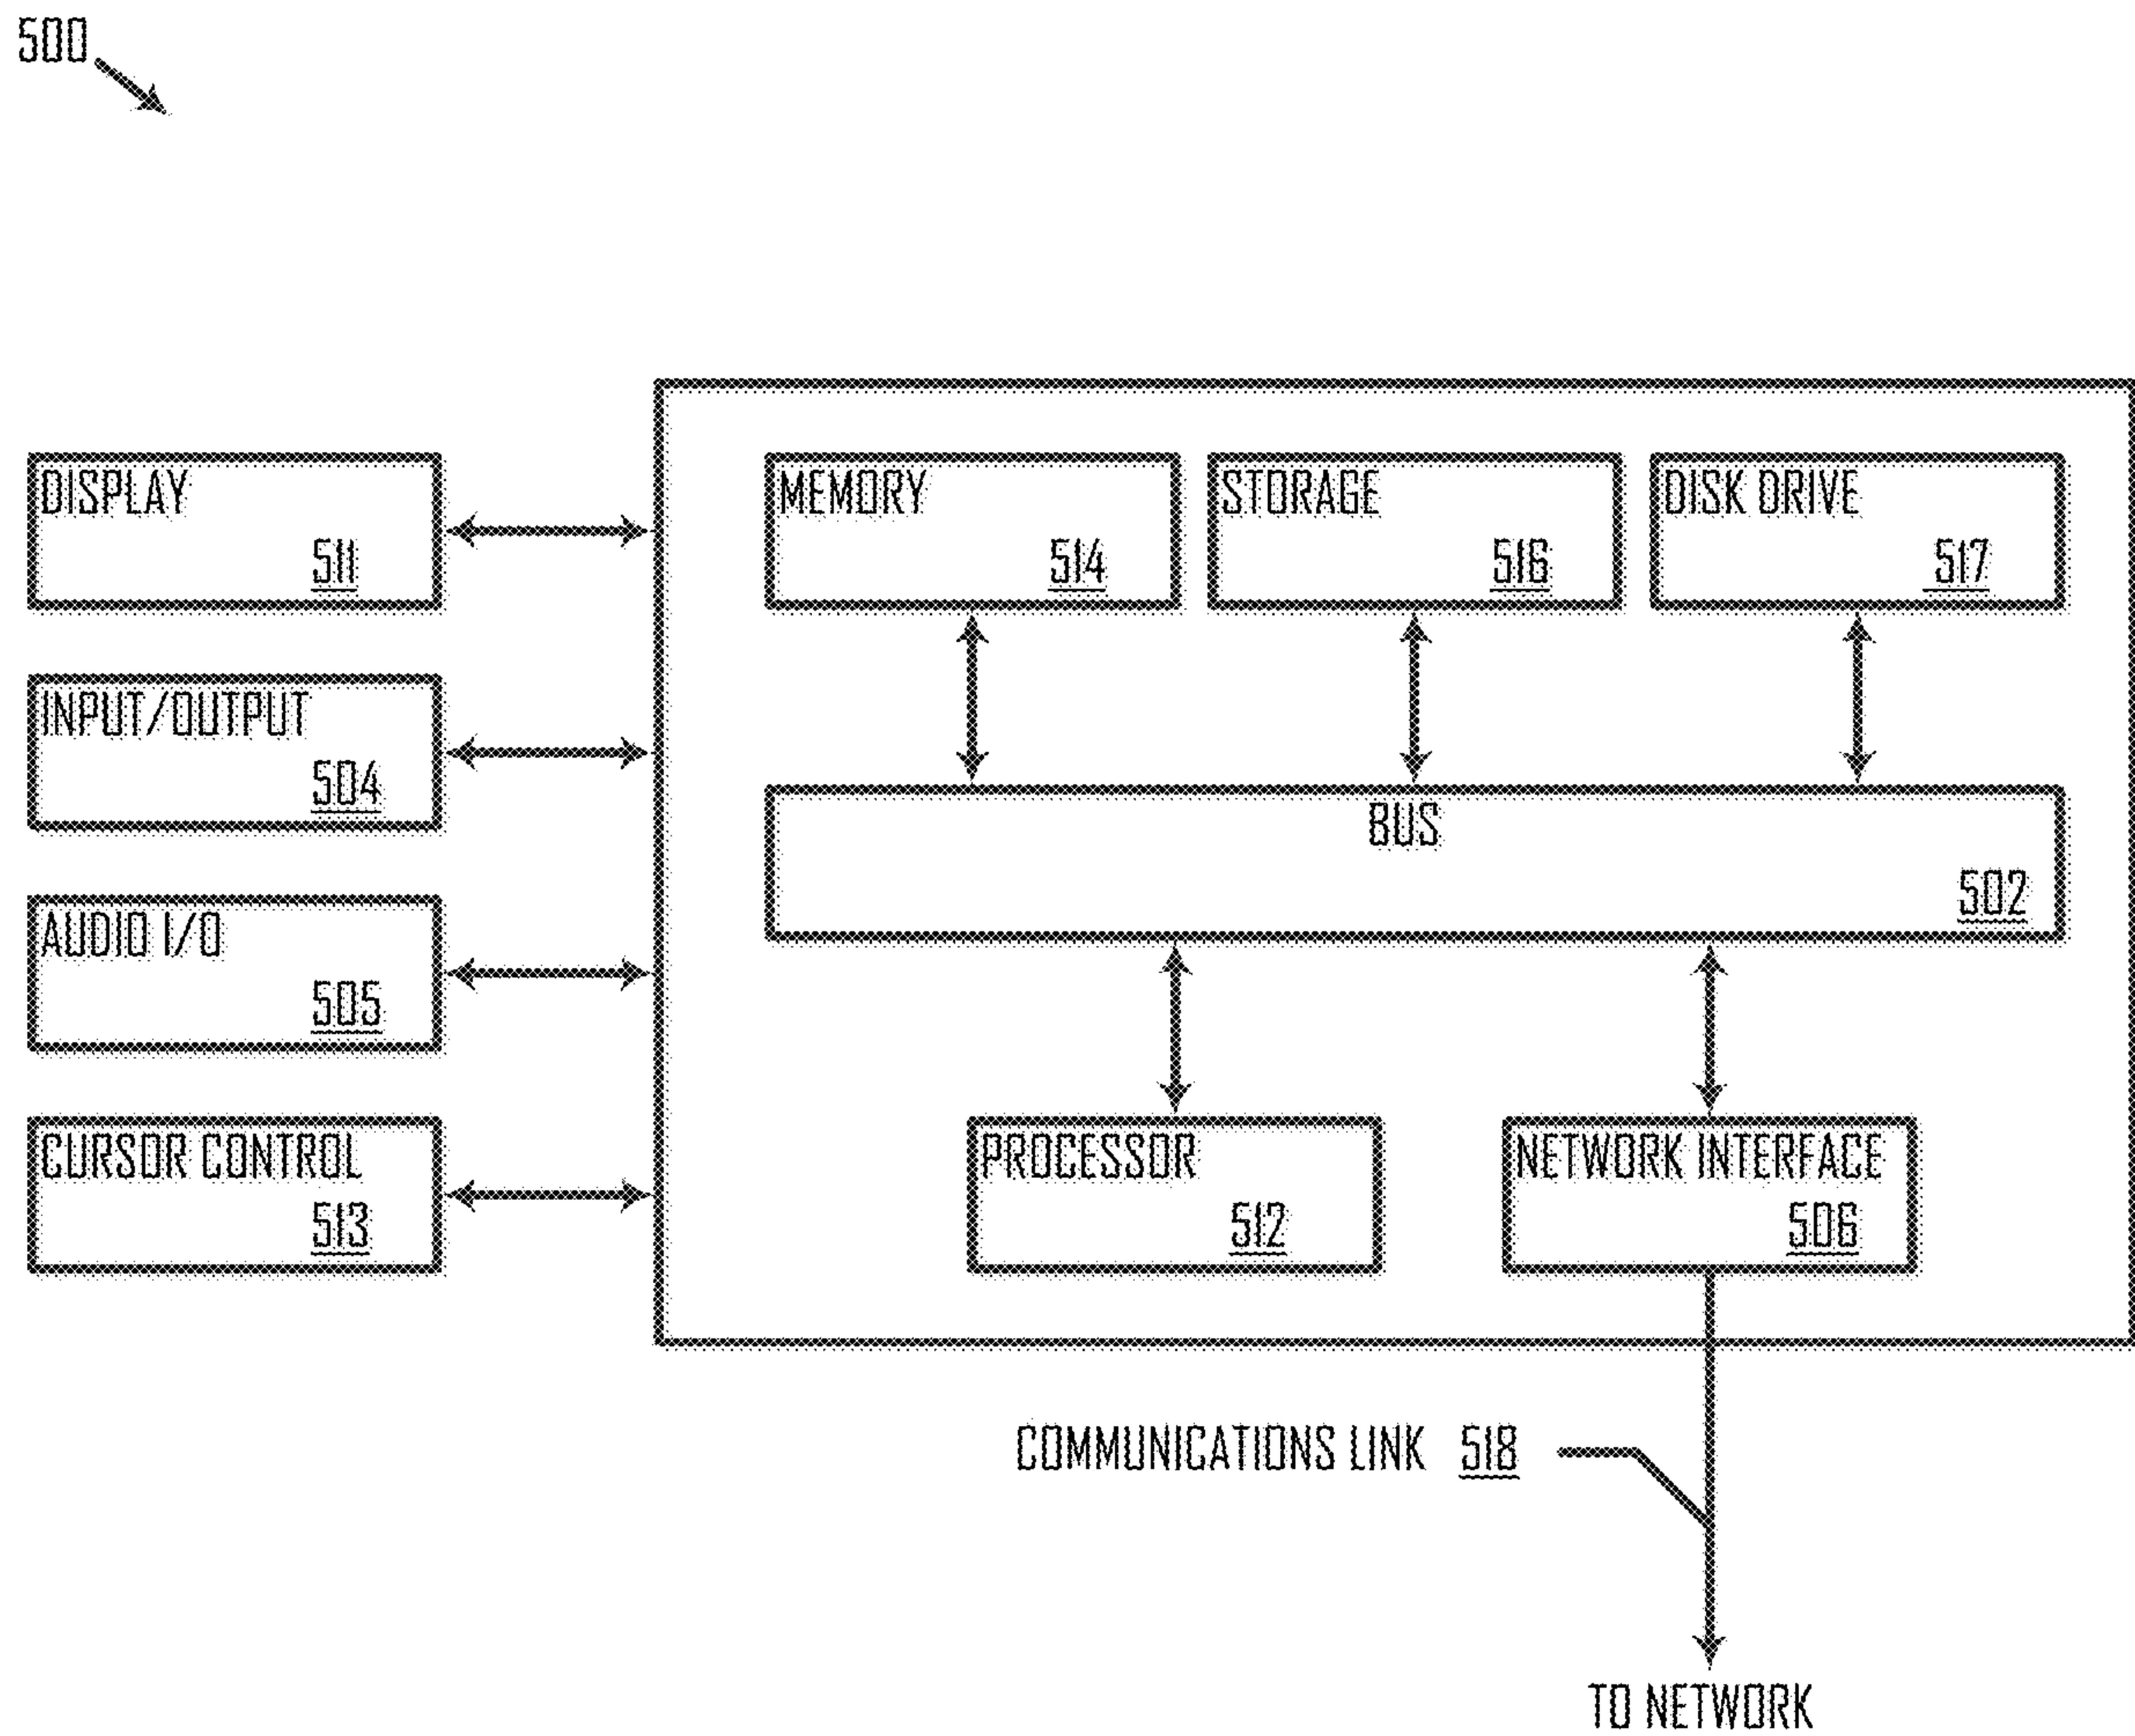 500
DISPLAY
511
INPUT/OUTPUT
504
AUDIO I/O
505
CURSOR CONTROL
513
MEMORY
514
STORAGE
516
DISK DRIVE
517
BUS
502
PROCESSOR
512
NETWORK INTERFACE
506
COMMUNICATIONS LINK 518
TO NETWORK